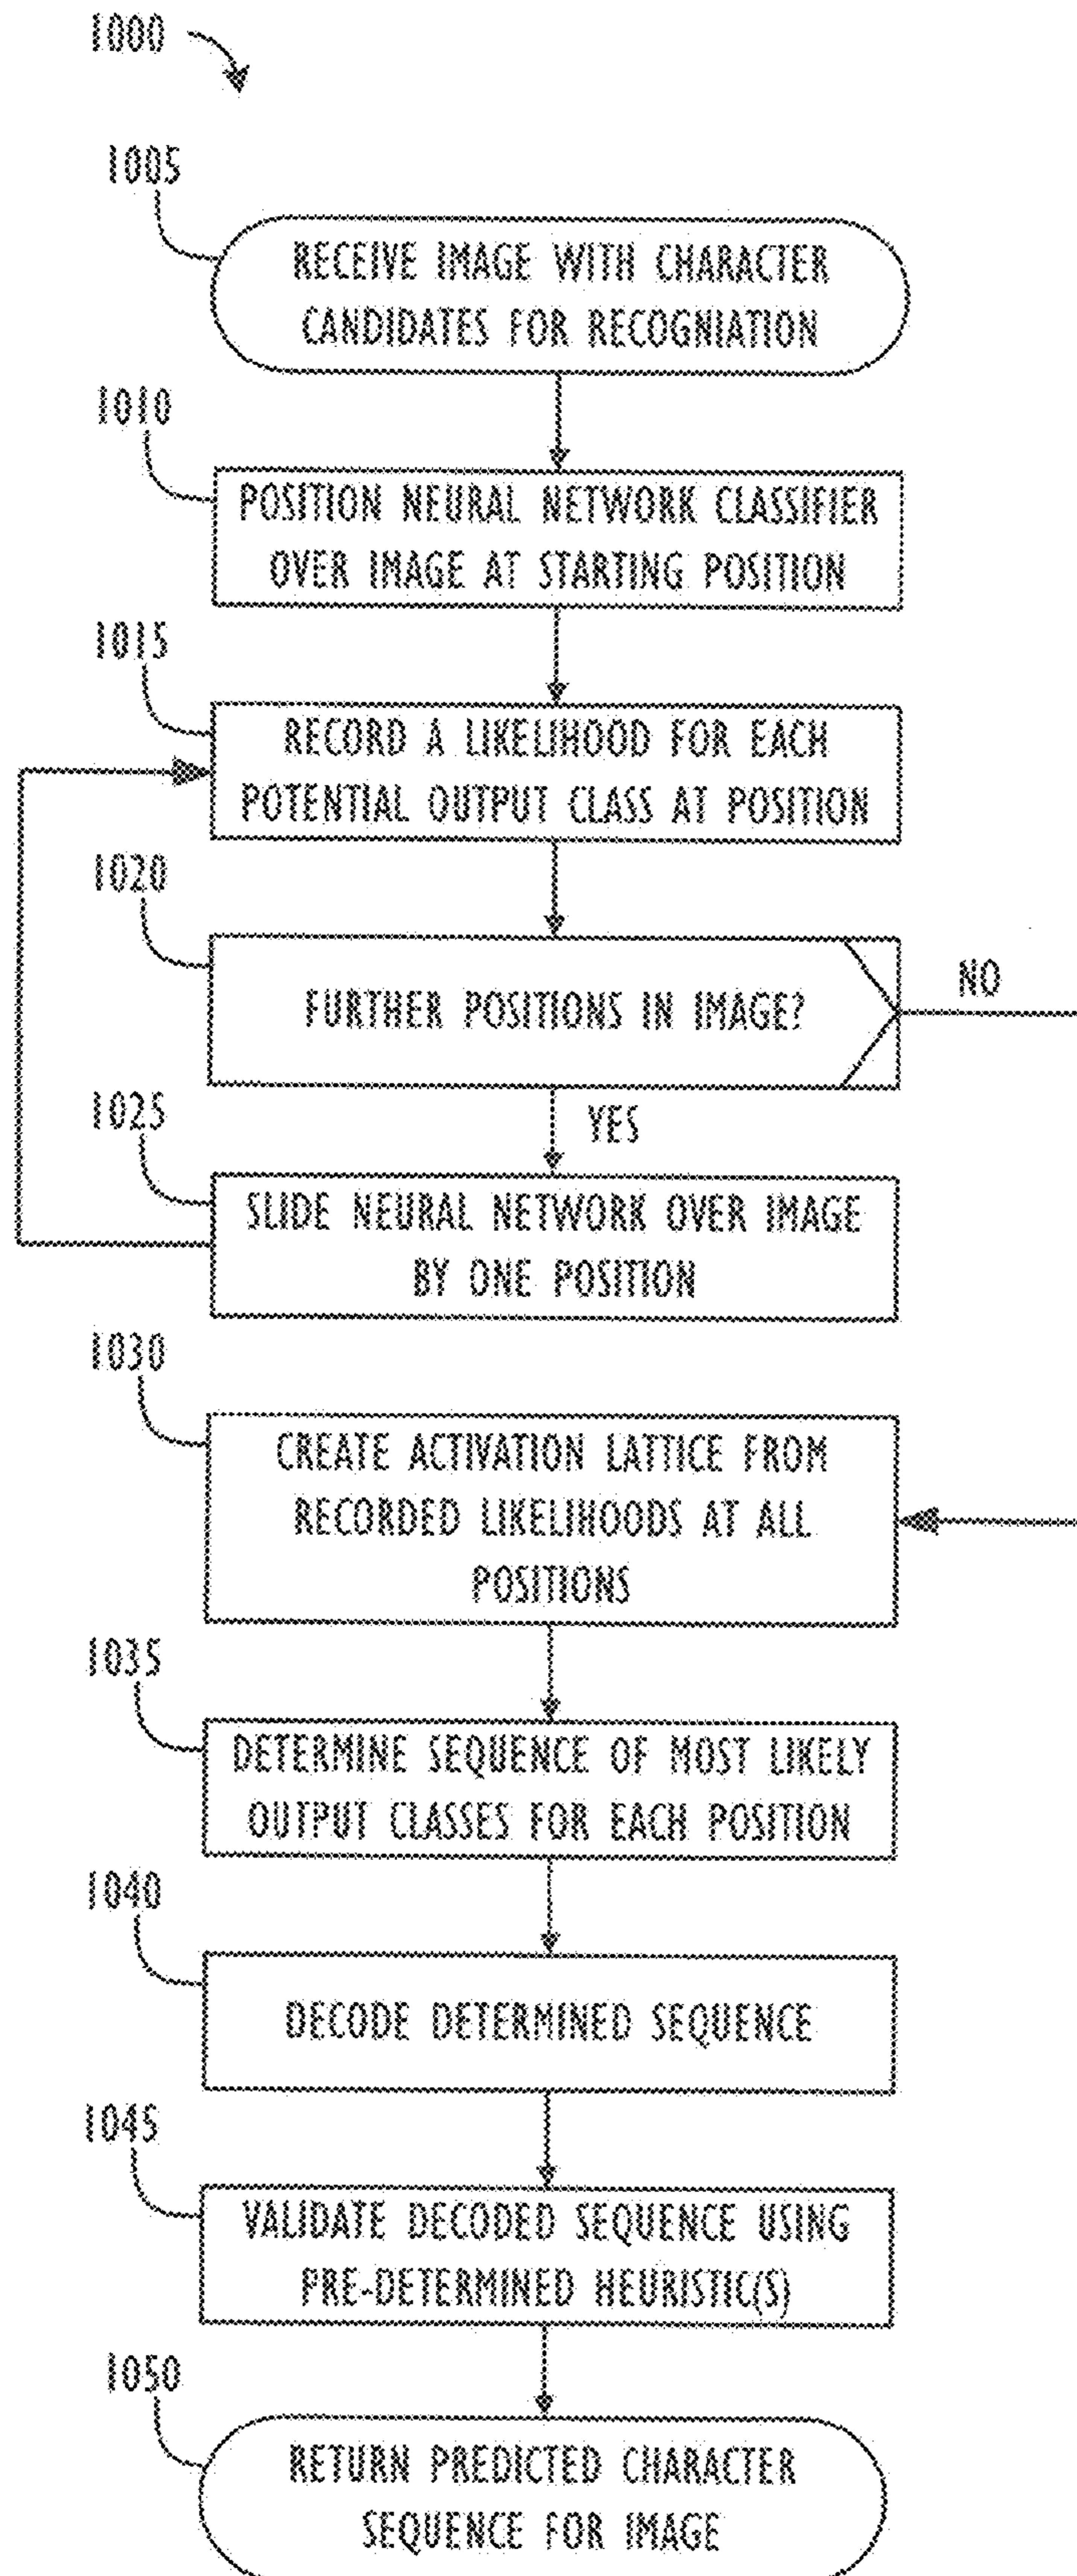 1000
1005
RECEIVE IMAGE WITH CHARACTER
CANDIDATES FOR RECOGNIATION
1010
POSITION NEURAL NETWORK CLASSIFIER
OVER IMAGE AT STARTING POSITION
1015
RECORD A LIKELIHOOD FOR EACH
POTENTIAL OUTPUT CLASS AT POSITION
1020
FURTHER POSITIONS IN IMAGE?
NO
YES
1025
SLIDE NEURAL NETWORK OVER IMAGE
BY ONE POSITION
1030
CREATE ACTIVATION LATTICE FROM
RECORDED LIKELIHOODS AT ALL
POSITIONS
1035
DETERMINE SEQUENCE OF MOST LIKELY
OUTPUT CLASSES FOR EACH POSITION
1040
DECODE DETERMINED SEQUENCE
1045
VALIDATE DECODED SEQUENCE USING
PRE-DETERMINED HEURISTIC(S)
1050
RETURN PREDICTED CHARACTER
SEQUENCE FOR IMAGE